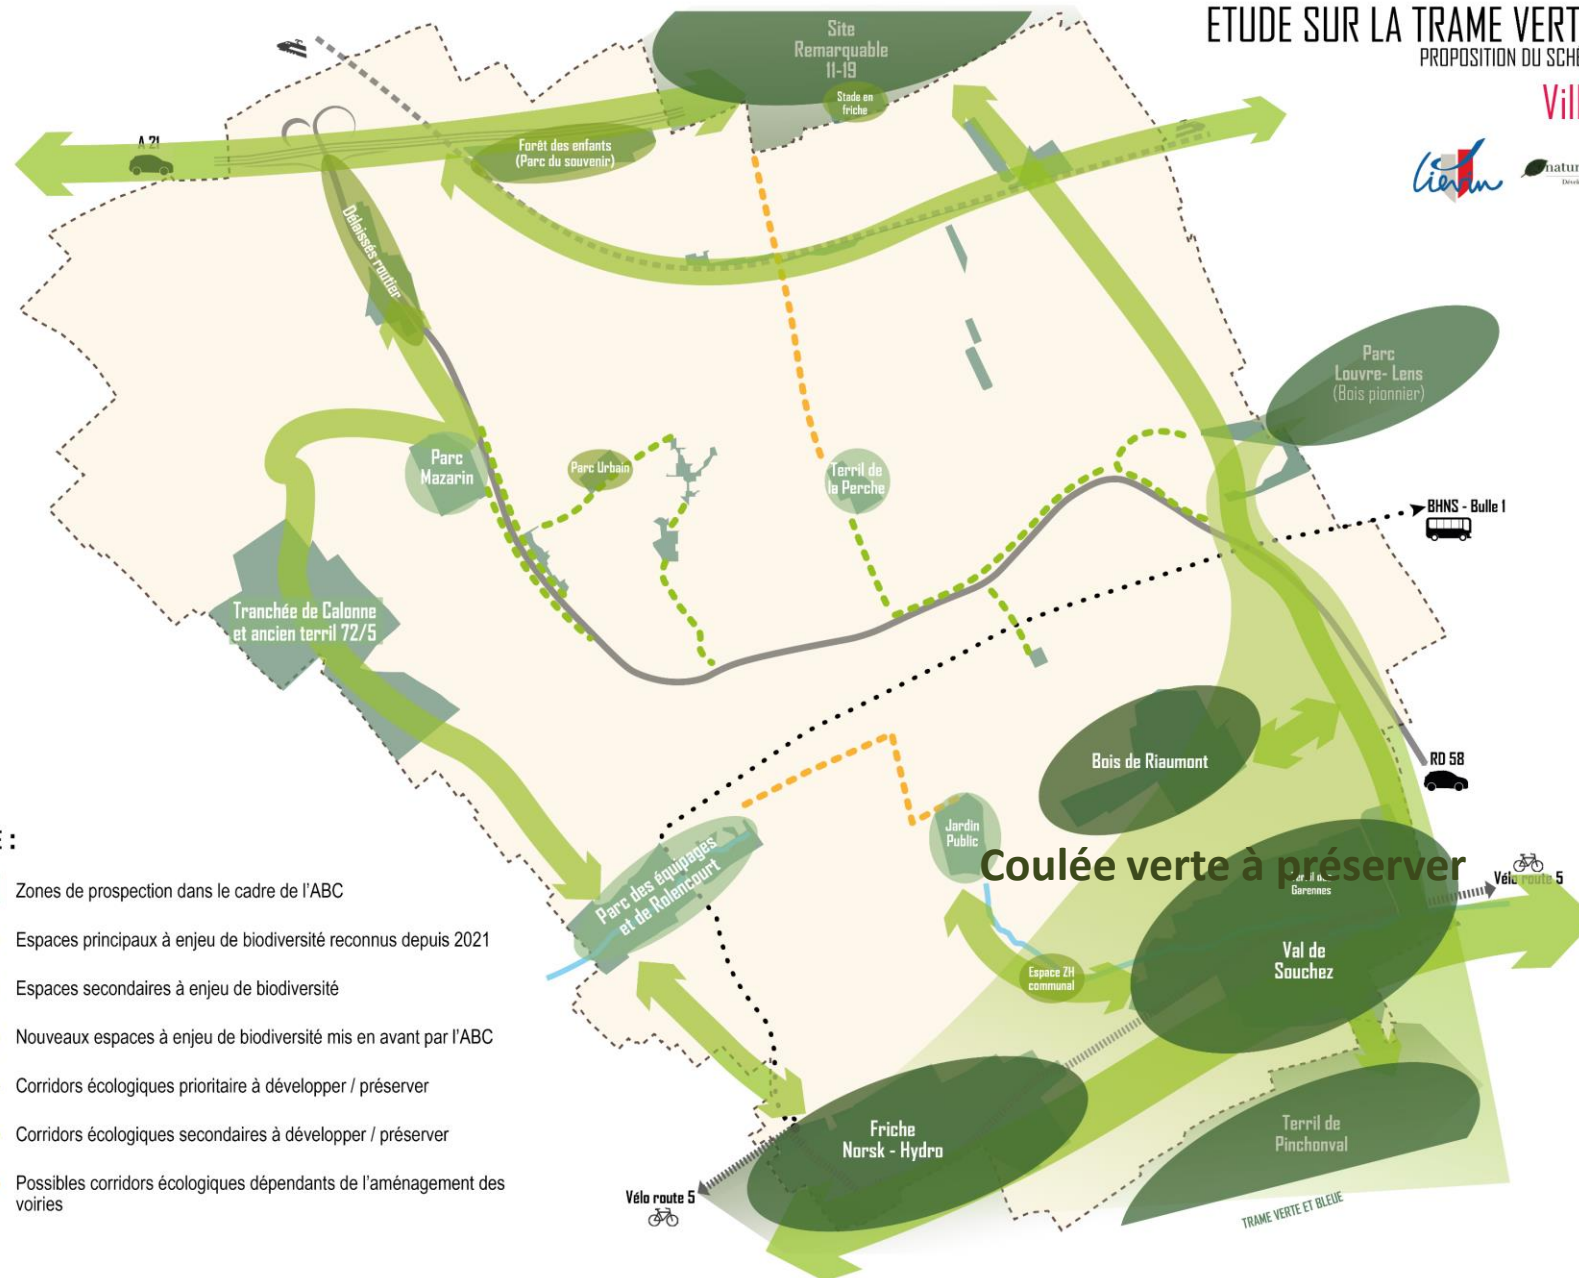 ETUDE SUR LA TRAME VERT
PROPOSITION DU SCHÉ
Vill
Liévin
natur
Site
Remarquable
11-19
Stade en
friche
A 21
Forêt des enfants
(Parc du souvenir)
Délaissés routier
Parc
Louvre- Lens
(Bois pionnier)
Parc
Mazarin
Parc Urbain
Terril de
la Perche
BHNS - Bulle 1
Tranchée de Calonne
et ancien terril 72/5
Bois de Riaumont
RD 58
Jardin
Public
Coulée verte à préserver
Parc des équipages
et de Rolencourt
Garennes
Vélo route 5
Val de
Souchez
Espace ZH
communal
Friche
Norsk - Hydro
Terril de
Pinchonval
Vélo route 5
TRAME VERTE ET BLEUE
E :
Zones de prospection dans le cadre de l'ABC
Espaces principaux à enjeu de biodiversité reconnus depuis 2021
Espaces secondaires à enjeu de biodiversité
Nouveaux espaces à enjeu de biodiversité mis en avant par l'ABC
Corridors écologiques prioritaire à développer / préserver
Corridors écologiques secondaires à développer / préserver
Possibles corridors écologiques dépendants de l'aménagement des
voiries